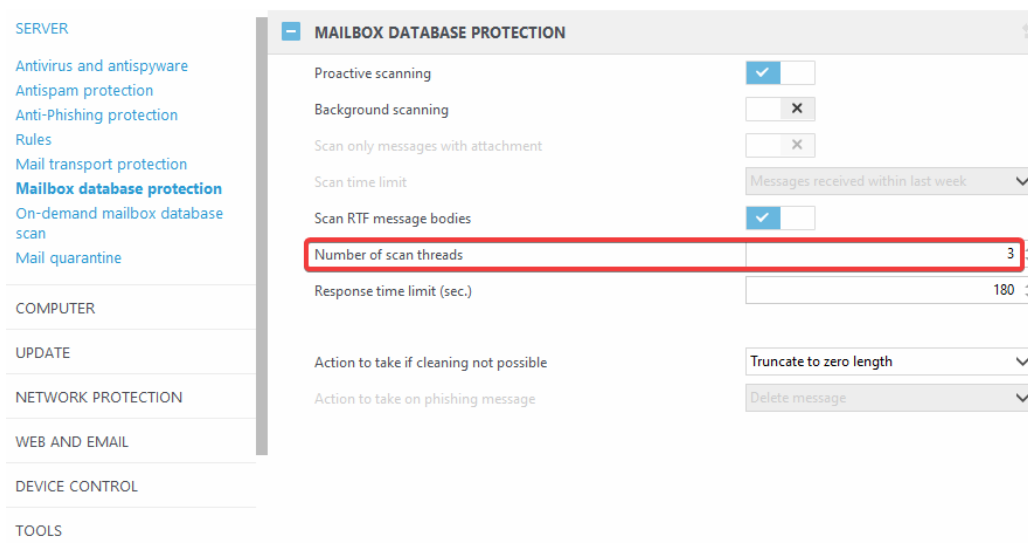 SERVER
Antivirus and antispyware
Antispam protection
Anti-Phishing protection
Rules
Mail transport protection
Mailbox database protection
On-demand mailbox database
scan
Mail quarantine
COMPUTER
UPDATE
NETWORK PROTECTION
WEB AND EMAIL
DEVICE CONTROL
TOOLS
MAILBOX DATABASE PROTECTION
Proactive scanning
Background scanning
Scan only messages with attachment
Scan time limit Messages received within last week
Scan RTF message bodies
Number of scan threads 3
Response time limit (sec.) 180
Action to take if cleaning not possible Truncate to zero length
Action to take on phishing message Delete message